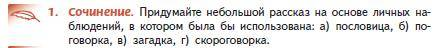 1. Сочинение. Придумайте небольшой рассказ на основе личных на-
блюдений, в котором была бы использована: а) пословица, б) по-
говорка, в) загадка, г) скороговорка.